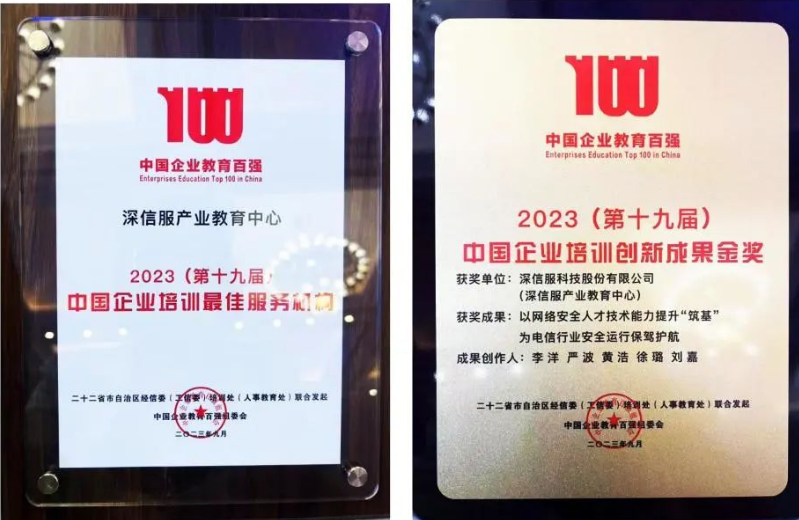 100
中国企业教育百强
Enterprises Education Top 100 in China
深信服产业教育中心
2023（第十九届）
中国企业培训最佳服务机构
二十二省市自治区经信委（工信委）培训处（人事教育处）联合发起
中国企业教育百强组委会
二〇二三年九月
100
中国企业教育百强
Enterprises Education Top 100 in China
2023（第十九届）
中国企业培训创新成果金奖
获奖单位：深信服科技股份有限公司
（深信服产业教育中心）
获奖成果：以网络安全人才技术能力提升“筑基”
为电信行业安全运行保驾护航
成果创作人：李洋 严波 黄浩 徐璐 刘嘉
二十二省市自治区经信委（工信委）培训处（人事教育处）联合发起
中国企业教育百强组委会
二〇二三年九月